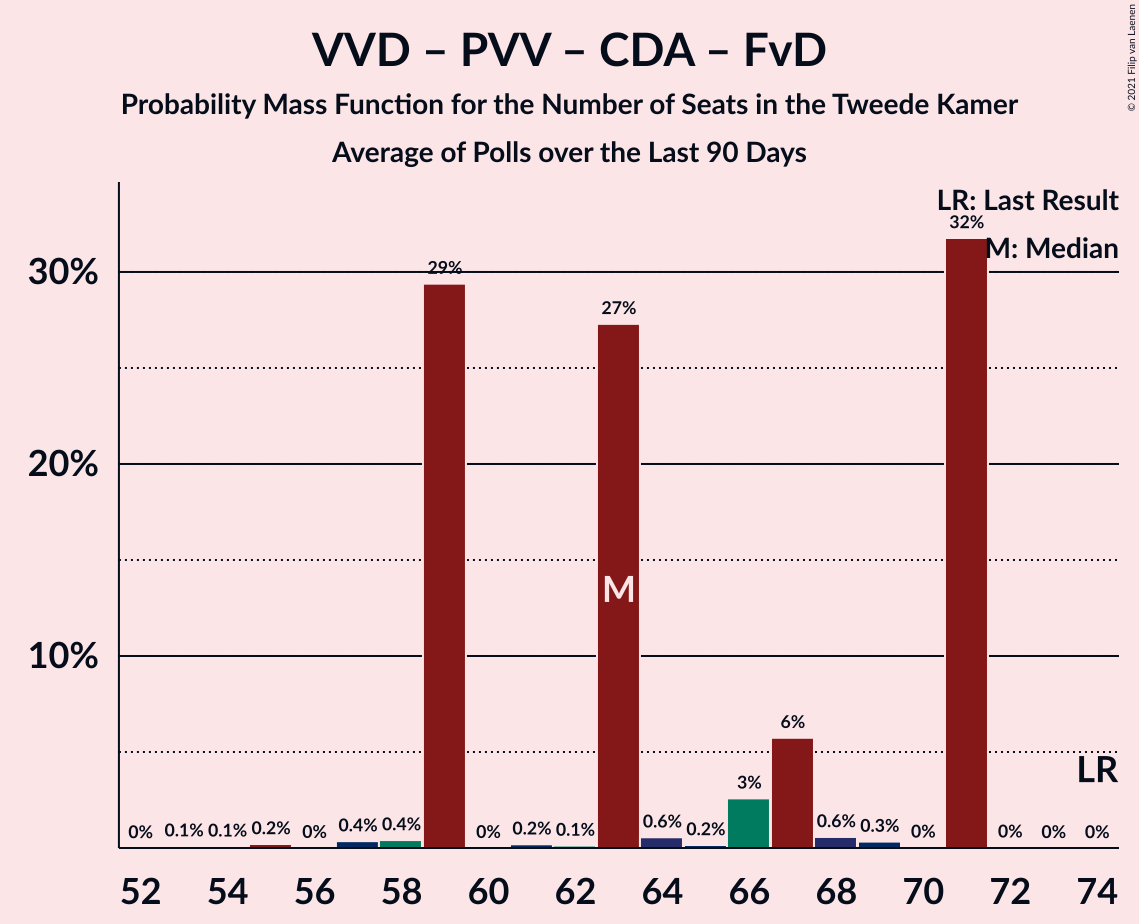 VVD – PVV – CDA – FvD
Probability Mass Function for the Number of Seats in the Tweede Kamer
Average of Polls over the Last 90 Days
© 2021 Filip van Laenen
LR: Last Result
M: Median
30%
20%
10%
0%
0.1%
0.1%
0.2%
0%
0.4%
0.4%
29%
0%
0.2%
0.1%
27%
0.6%
0.2%
3%
6%
0.6%
0.3%
0%
32%
0%
0%
0%
M
LR
52 54 56 58 60 62 64 66 68 70 72 74